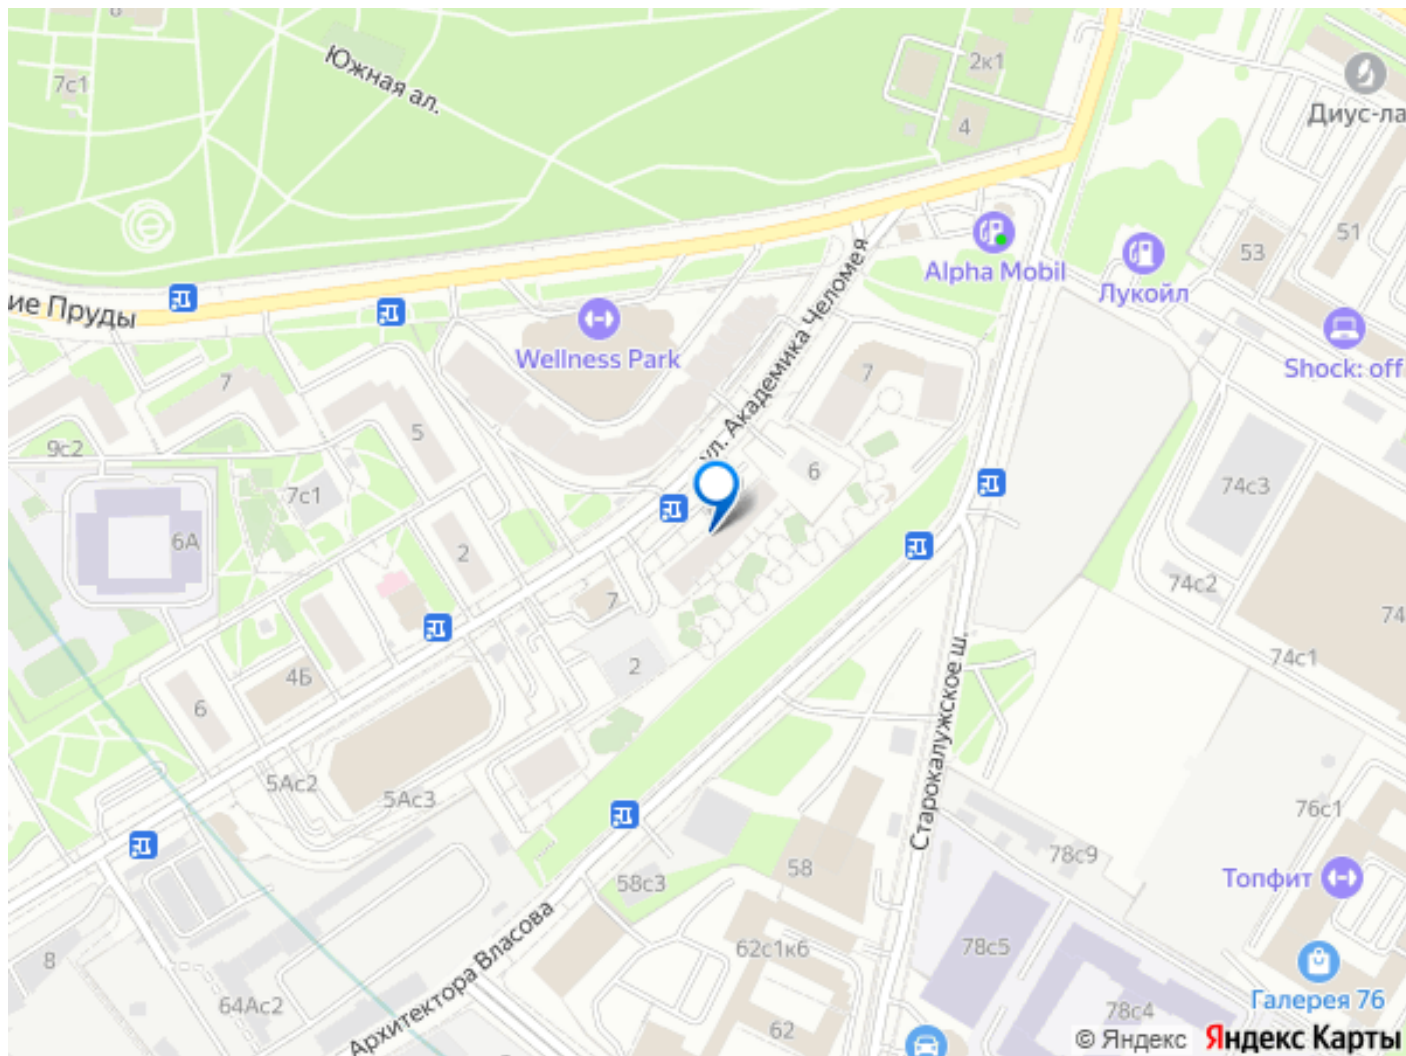 8
Южная ал.
7с1
2к1
4
Диус-ла
51
53
Alpha Mobil
Лукойл
ие Пруды
Wellness Park
ул. Академика Челомея
Shock: off
7
7
5
9с2
6
7с1
74с3
6А
2
74с2
7
74
74с1
2
4Б
6
Старокалужское ш.
5Ас2
5Ас3
76с1
78с9
58
58с3
Топфит
Архитектора Власова
62с1к6
78с5
8
64Ас2
Галерея 76
78с4
62
© Яндекс Яндекс Карты